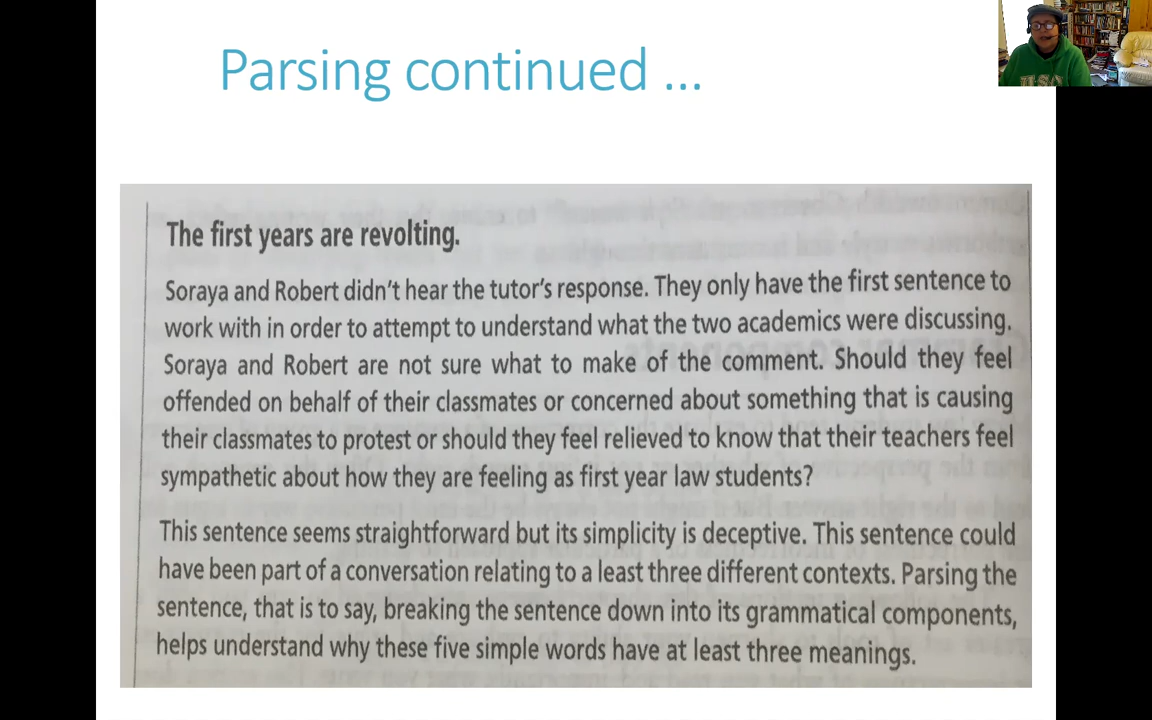 Parsing continued ...
The first years are revolting.
Soraya and Robert didn't hear the tutor's response. They only have the first sentence to
work with in order to attempt to understand what the two academics were discussing.
Soraya and Robert are not sure what to make of the comment. Should they feel
offended on behalf of their classmates or concerned about something that is causing
their classmates to protest or should they feel relieved to know that their teachers feel
sympathetic about how they are feeling as first year law students?
This sentence seems straightforward but its simplicity is deceptive. This sentence could
have been part of a conversation relating to a least three different contexts. Parsing the
sentence, that is to say, breaking the sentence down into its grammatical components,
helps understand why these five simple words have at least three meanings.